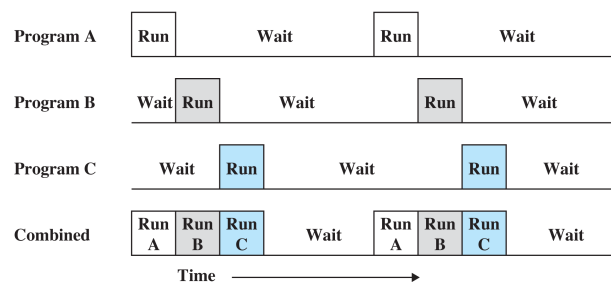 Program A Run Wait Run Wait
Program B Wait Run Wait Run Wait
Program C Wait Run Wait Run Wait
Combined Run A Run B Run C Wait Run A Run B Run C Wait
Time